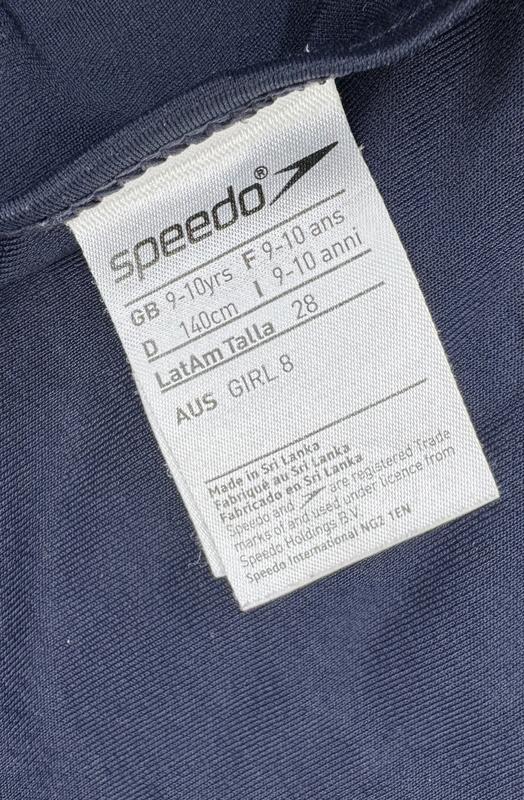 speedo®
GB 9-10yrs F 9-10 ans
D 140cm I 9-10 anni
LatAm Talla 28
AUS GIRL 8
Made in Sri Lanka
Fabriqué au Sri Lanka
Fabricado en Sri Lanka
Speedo and are registered Trade
marks of and used under licence from
Speedo Holdings B.V.
Speedo International NG2 1EN